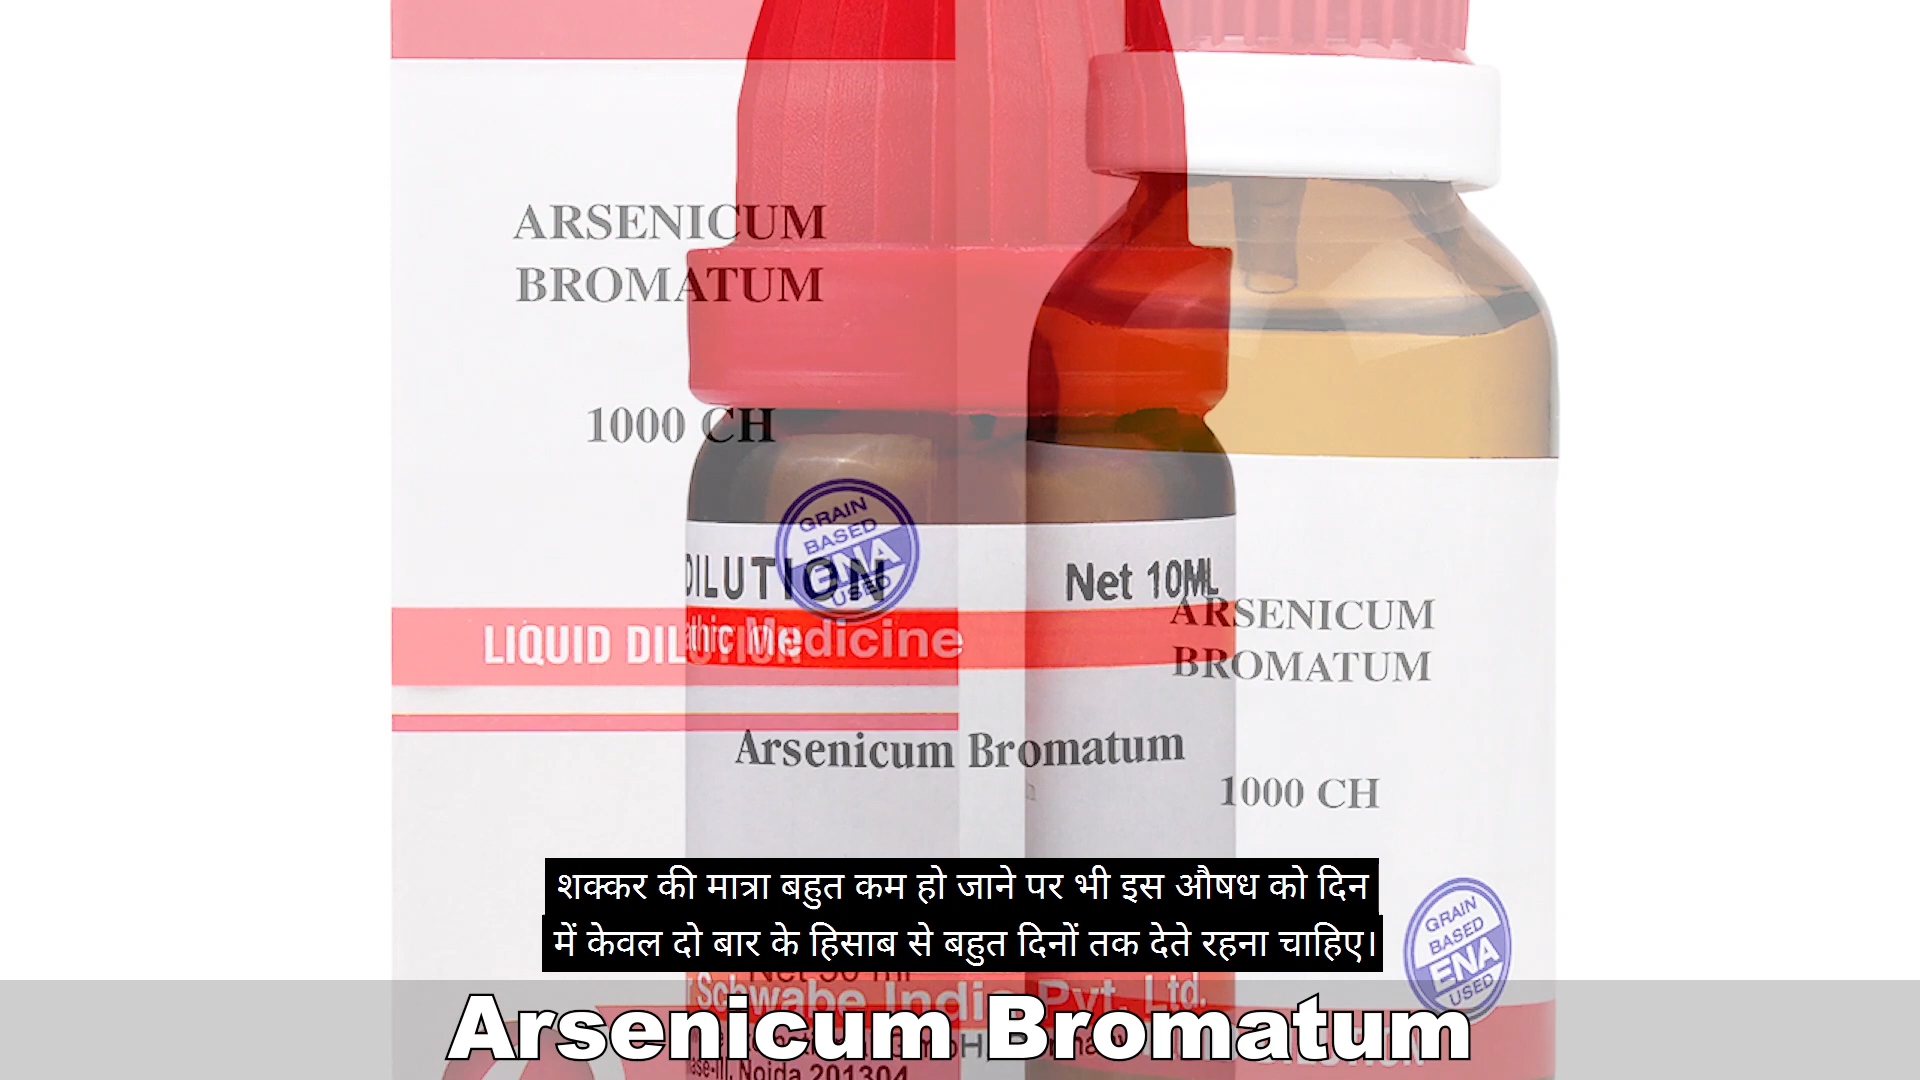 ARSENICUM
BROMATUM
1000 CH
GRAIN
BASED
ENA
USED
DILUTION
Net 10ML
LIQUID DILUTION
Medicine
ARSENICUM
BROMATUM
Arsenicum Bromatum
1000 CH
शक्कर की मात्रा बहुत कम हो जाने पर भी इस औषध को दिन
में केवल दो बार के हिसाब से बहुत दिनों तक देते रहना चाहिए।
GRAIN
BASED
ENA
USED
Schwabe India Pvt. Ltd.
Arsenicum Bromatum
Noida 201304